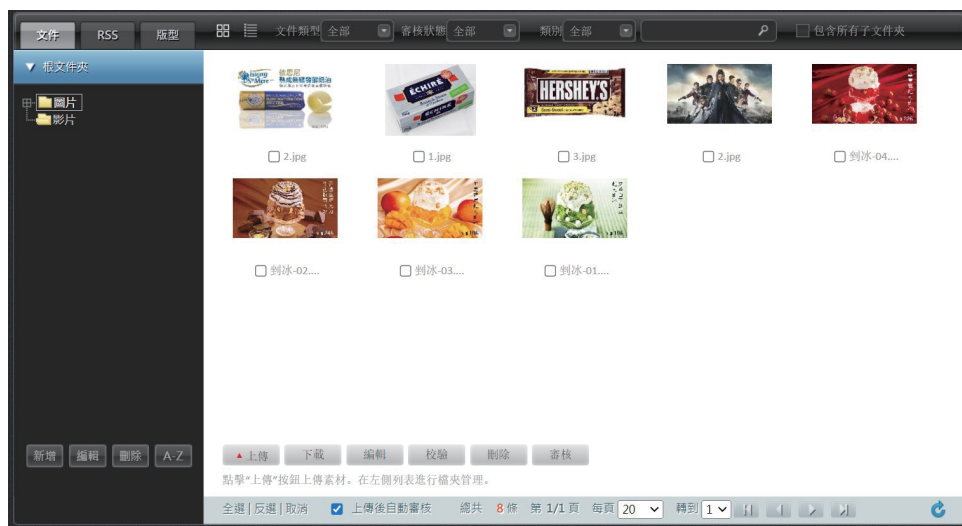 文件 RSS 版型 文件類型 全部 審核狀態 全部 類別 全部 包含所有子文件夾
根文件夾
圖片
影片
依思尼
ÉCHIRÉ
HERSHEY'S
2.jpg 1.jpg 3.jpg 2.jpg 剉冰-04....
剉冰-02.... 剉冰-03.... 剉冰-01....
新增 編輯 刪除 A-Z 上傳 下載 編輯 校驗 刪除 審核
點擊“上傳”按鈕上傳素材。在左側列表進行檔夾管理。
全選 | 反選 | 取消 上傳後自動審核 總共 8 條 第 1/1 頁 每頁 20 轉到 1